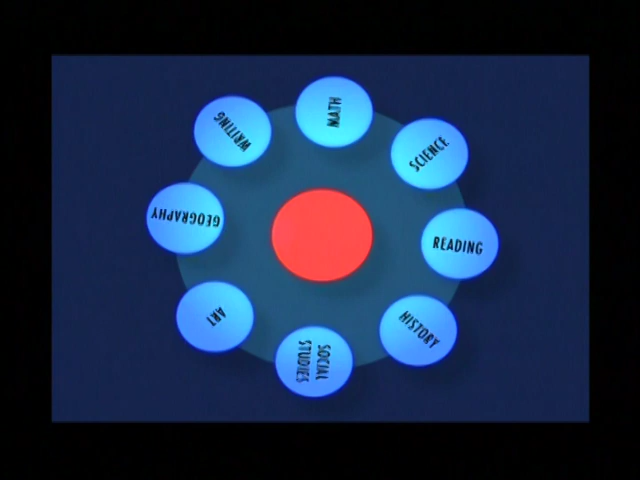 MATH
SCIENCE
READING
HISTORY
SOCIAL
STUDIES
ART
GEOGRAPHY
WRITING